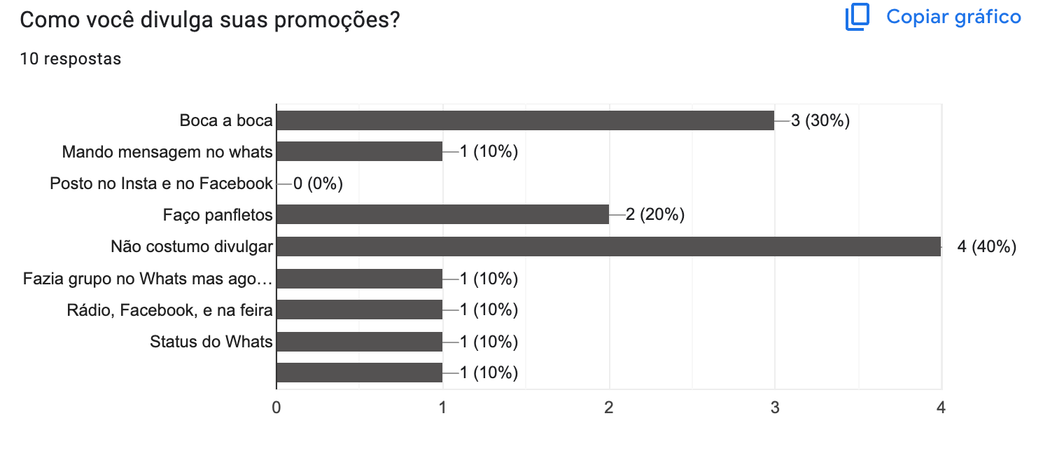 Como você divulga suas promoções?
Copiar gráfico
10 respostas
Boca a boca 3 (30%)
Mando mensagem no whats 1 (10%)
Posto no Insta e no Facebook 0 (0%)
Faço panfletos 2 (20%)
Não costumo divulgar 4 (40%)
Fazia grupo no Whats mas ago… 1 (10%)
Rádio, Facebook, e na feira 1 (10%)
Status do Whats 1 (10%)
1 (10%)
0 1 2 3 4